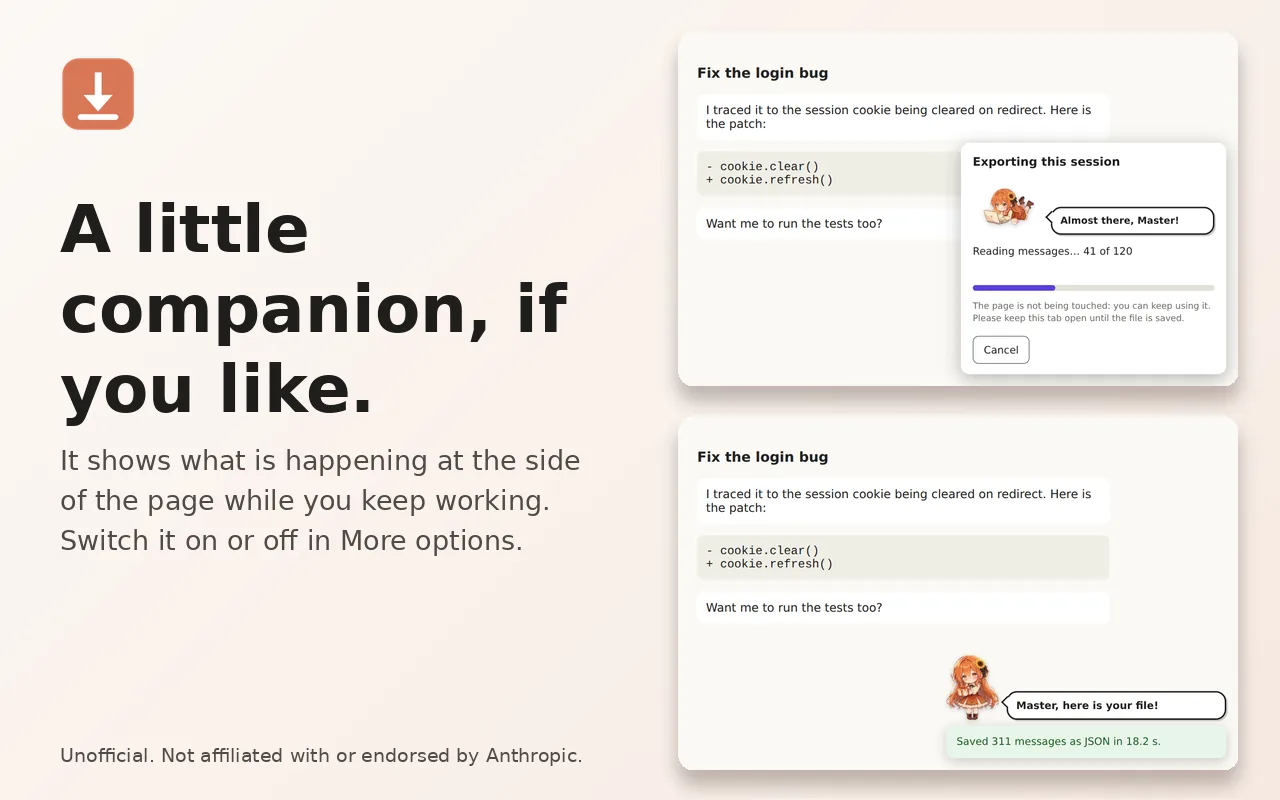 A little
companion, if
you like.
It shows what is happening at the side
of the page while you keep working.
Switch it on or off in More options.
Unofficial. Not affiliated with or endorsed by Anthropic.
Fix the login bug
I traced it to the session cookie being cleared on redirect. Here is
the patch:
- cookie.clear()
+ cookie.refresh()
Want me to run the tests too?
Exporting this session
Almost there, Master!
Reading messages... 41 of 120
The page is not being touched: you can keep using it.
Please keep this tab open until the file is saved.
Cancel
Fix the login bug
I traced it to the session cookie being cleared on redirect. Here is
the patch:
- cookie.clear()
+ cookie.refresh()
Want me to run the tests too?
Master, here is your file!
Saved 311 messages as JSON in 18.2 s.